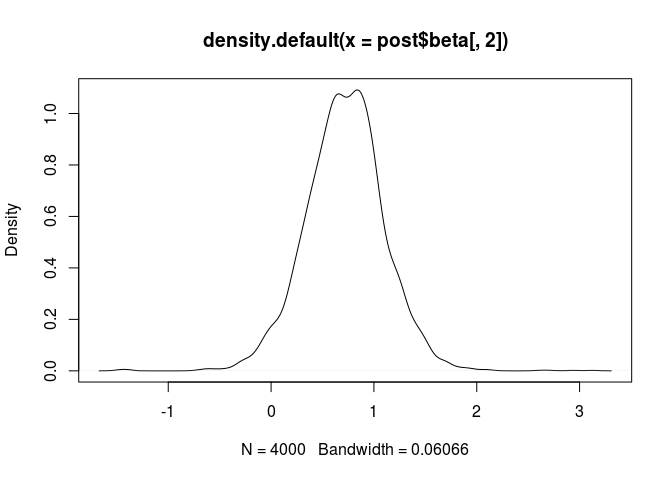 density.default(x = post$beta[, 2])
Density
0.0 0.2 0.4 0.6 0.8 1.0
-1 0 1 2 3
N = 4000 Bandwidth = 0.06066